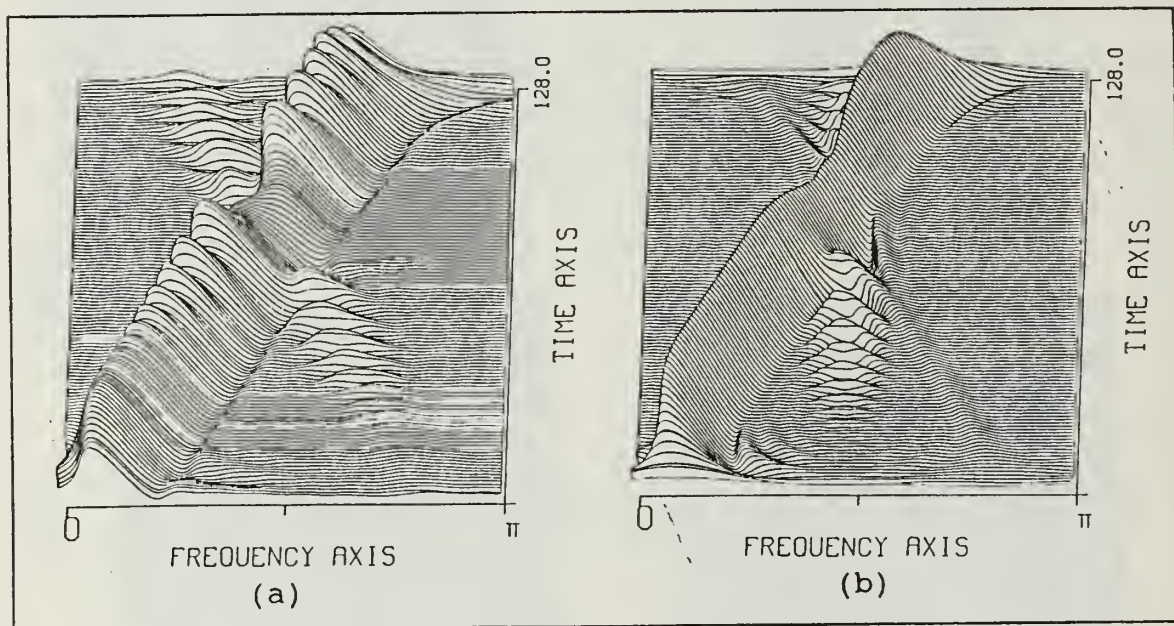 128.0
TIME AXIS
0
π
FREQUENCY AXIS
(a)
128.0
TIME AXIS
0
π
FREQUENCY AXIS
(b)